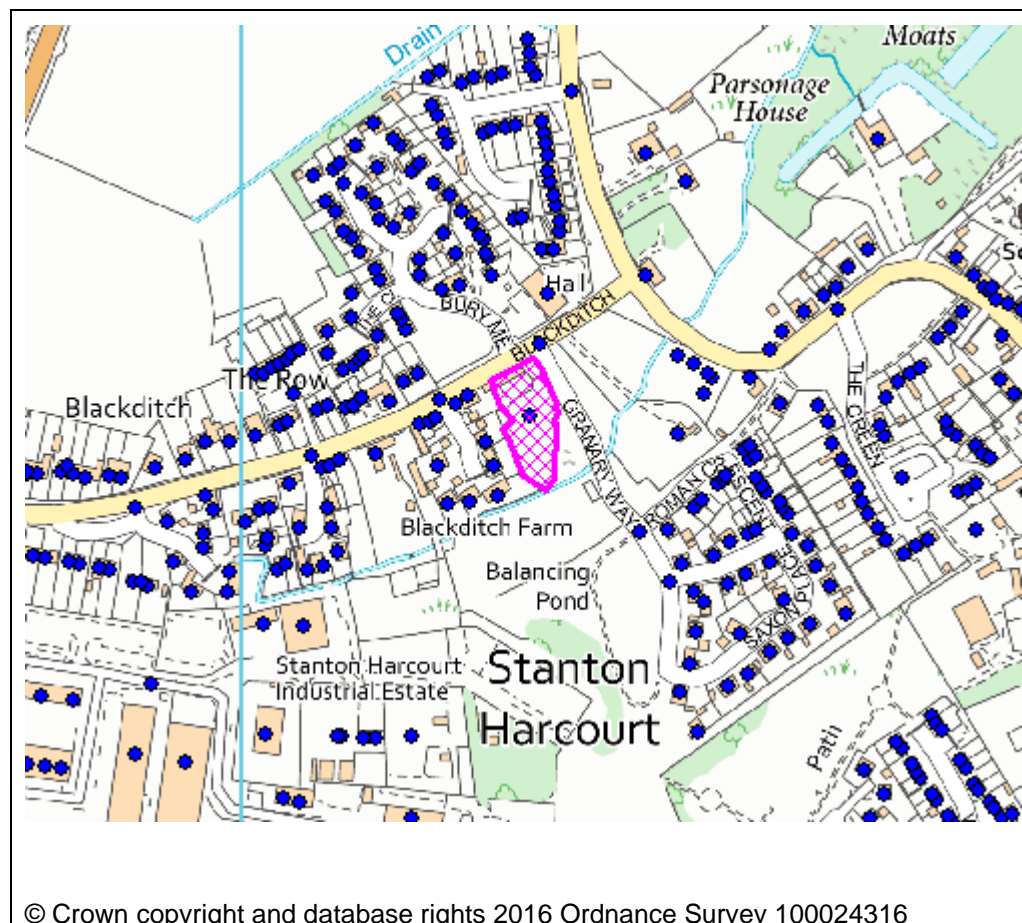 Drain
Moats
Parsonage
House
Hall
BURY ME
BLACKDITCH
The Row
Blackditch
GRANARY WAY
THE GREEN
ROMAN
Blackditch Farm
Balancing
Pond
SAXON PLACE
Stanton Harcourt
Industrial Estate
Stanton
Harcourt
Path
© Crown copyright and database rights 2016 Ordnance Survey 100024316